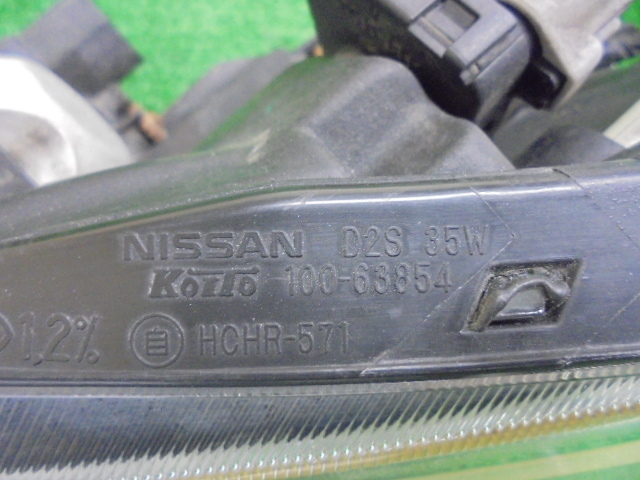 NISSAN D2S 35W
KOITO 100-63854
1,2% 自 HCHR-571